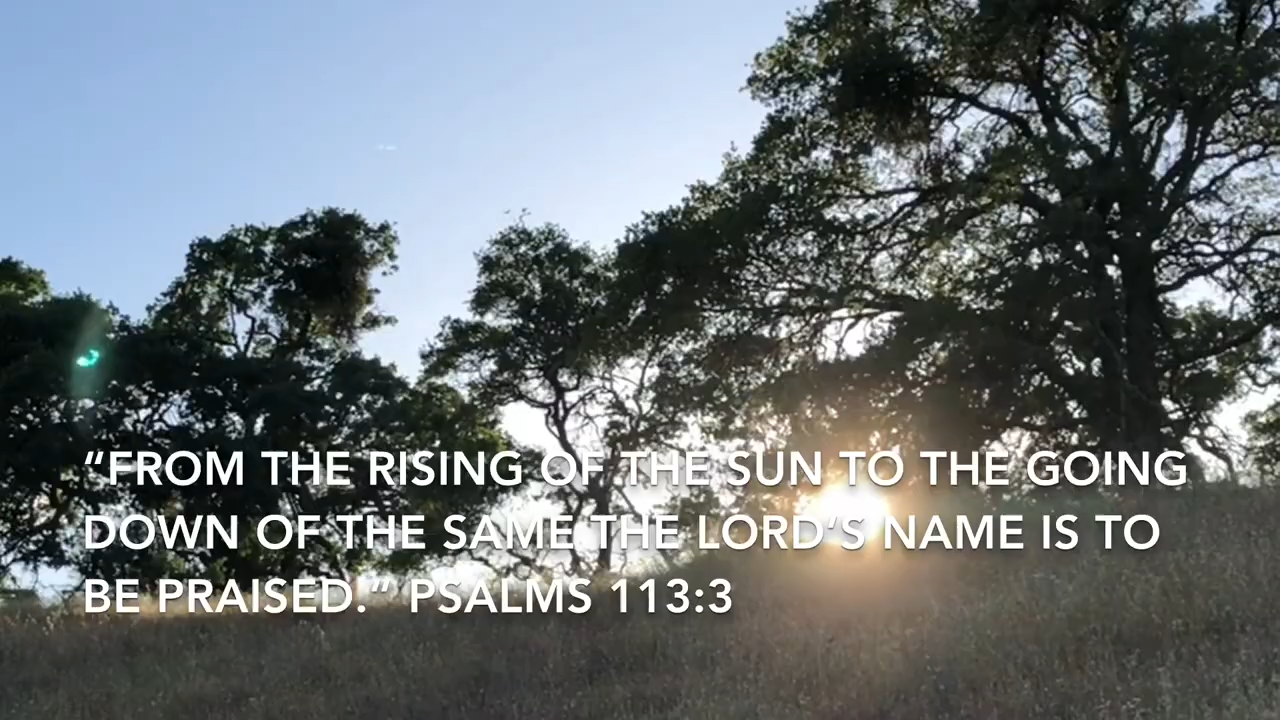 “FROM THE RISING OF THE SUN TO THE GOING
DOWN OF THE SAME THE LORD‘S NAME IS TO
BE PRAISED!” PSALMS 113:3